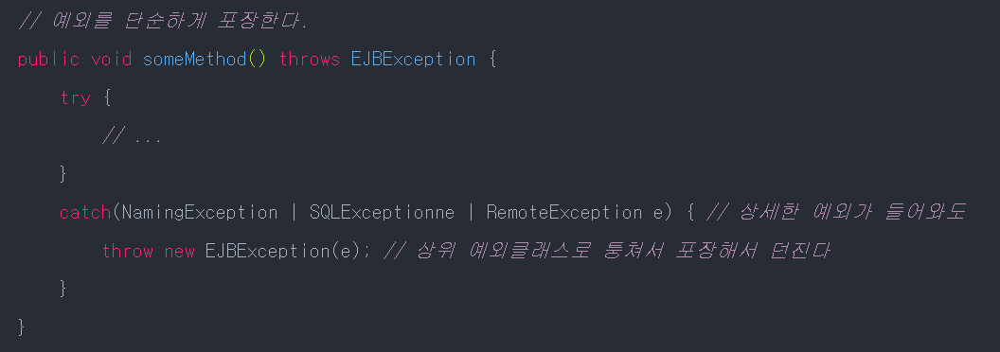 // 예외를 단순하게 포장한다.
public void someMethod() throws EJBException {
try {
// ...
}
catch(NamingException | SQLExceptionne | RemoteException e) { // 상세한 예외가 들어와도
throw new EJBException(e); // 상위 예외클래스로 퉁쳐서 포장해서 던진다
}
}